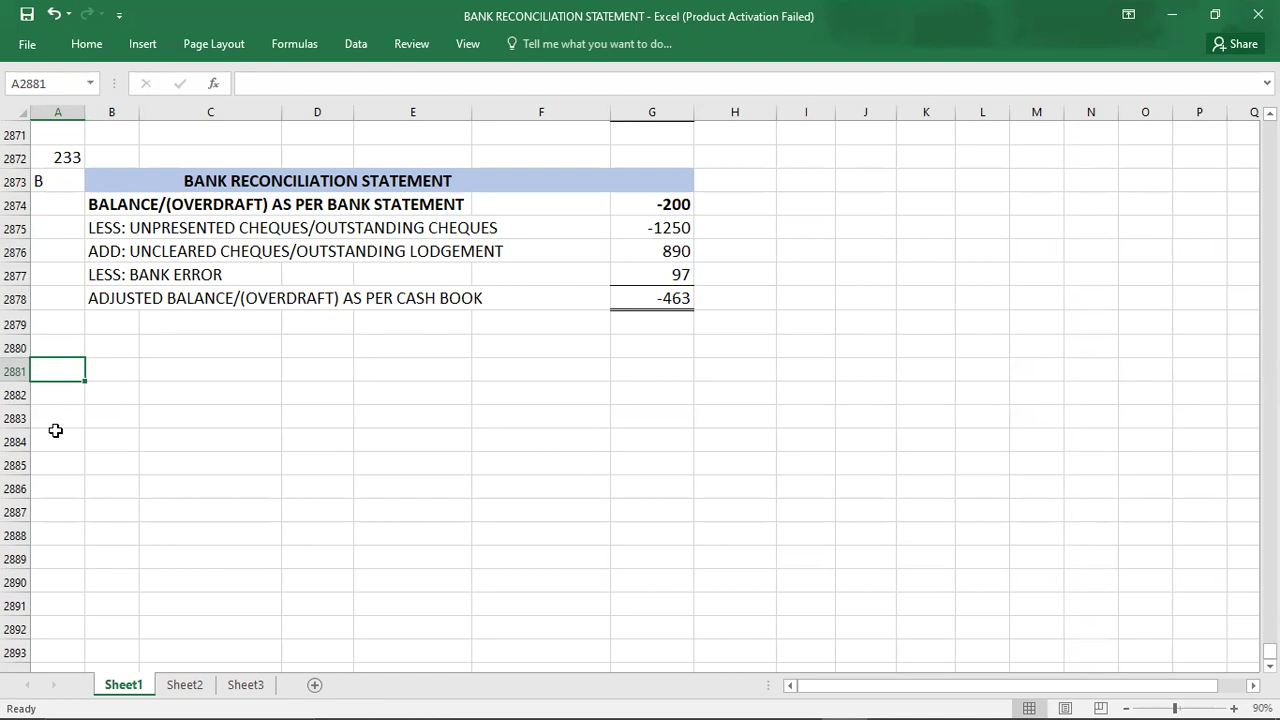 BANK RECONCILIATION STATEMENT - Excel (Product Activation Failed)
File Home Insert Page Layout Formulas Data Review View Tell me what you want to do... Share
A2881 fx
A B C D E F G H I J K L M N O P Q
2871
2872 233
2873 B BANK RECONCILIATION STATEMENT
2874 BALANCE/(OVERDRAFT) AS PER BANK STATEMENT -200
2875 LESS: UNPRESENTED CHEQUES/OUTSTANDING CHEQUES -1250
2876 ADD: UNCLEARED CHEQUES/OUTSTANDING LODGEMENT 890
2877 LESS: BANK ERROR 97
2878 ADJUSTED BALANCE/(OVERDRAFT) AS PER CASH BOOK -463
2879
2880
2881
2882
2883
2884
2885
2886
2887
2888
2889
2890
2891
2892
2893
Sheet1 Sheet2 Sheet3
Ready 90%